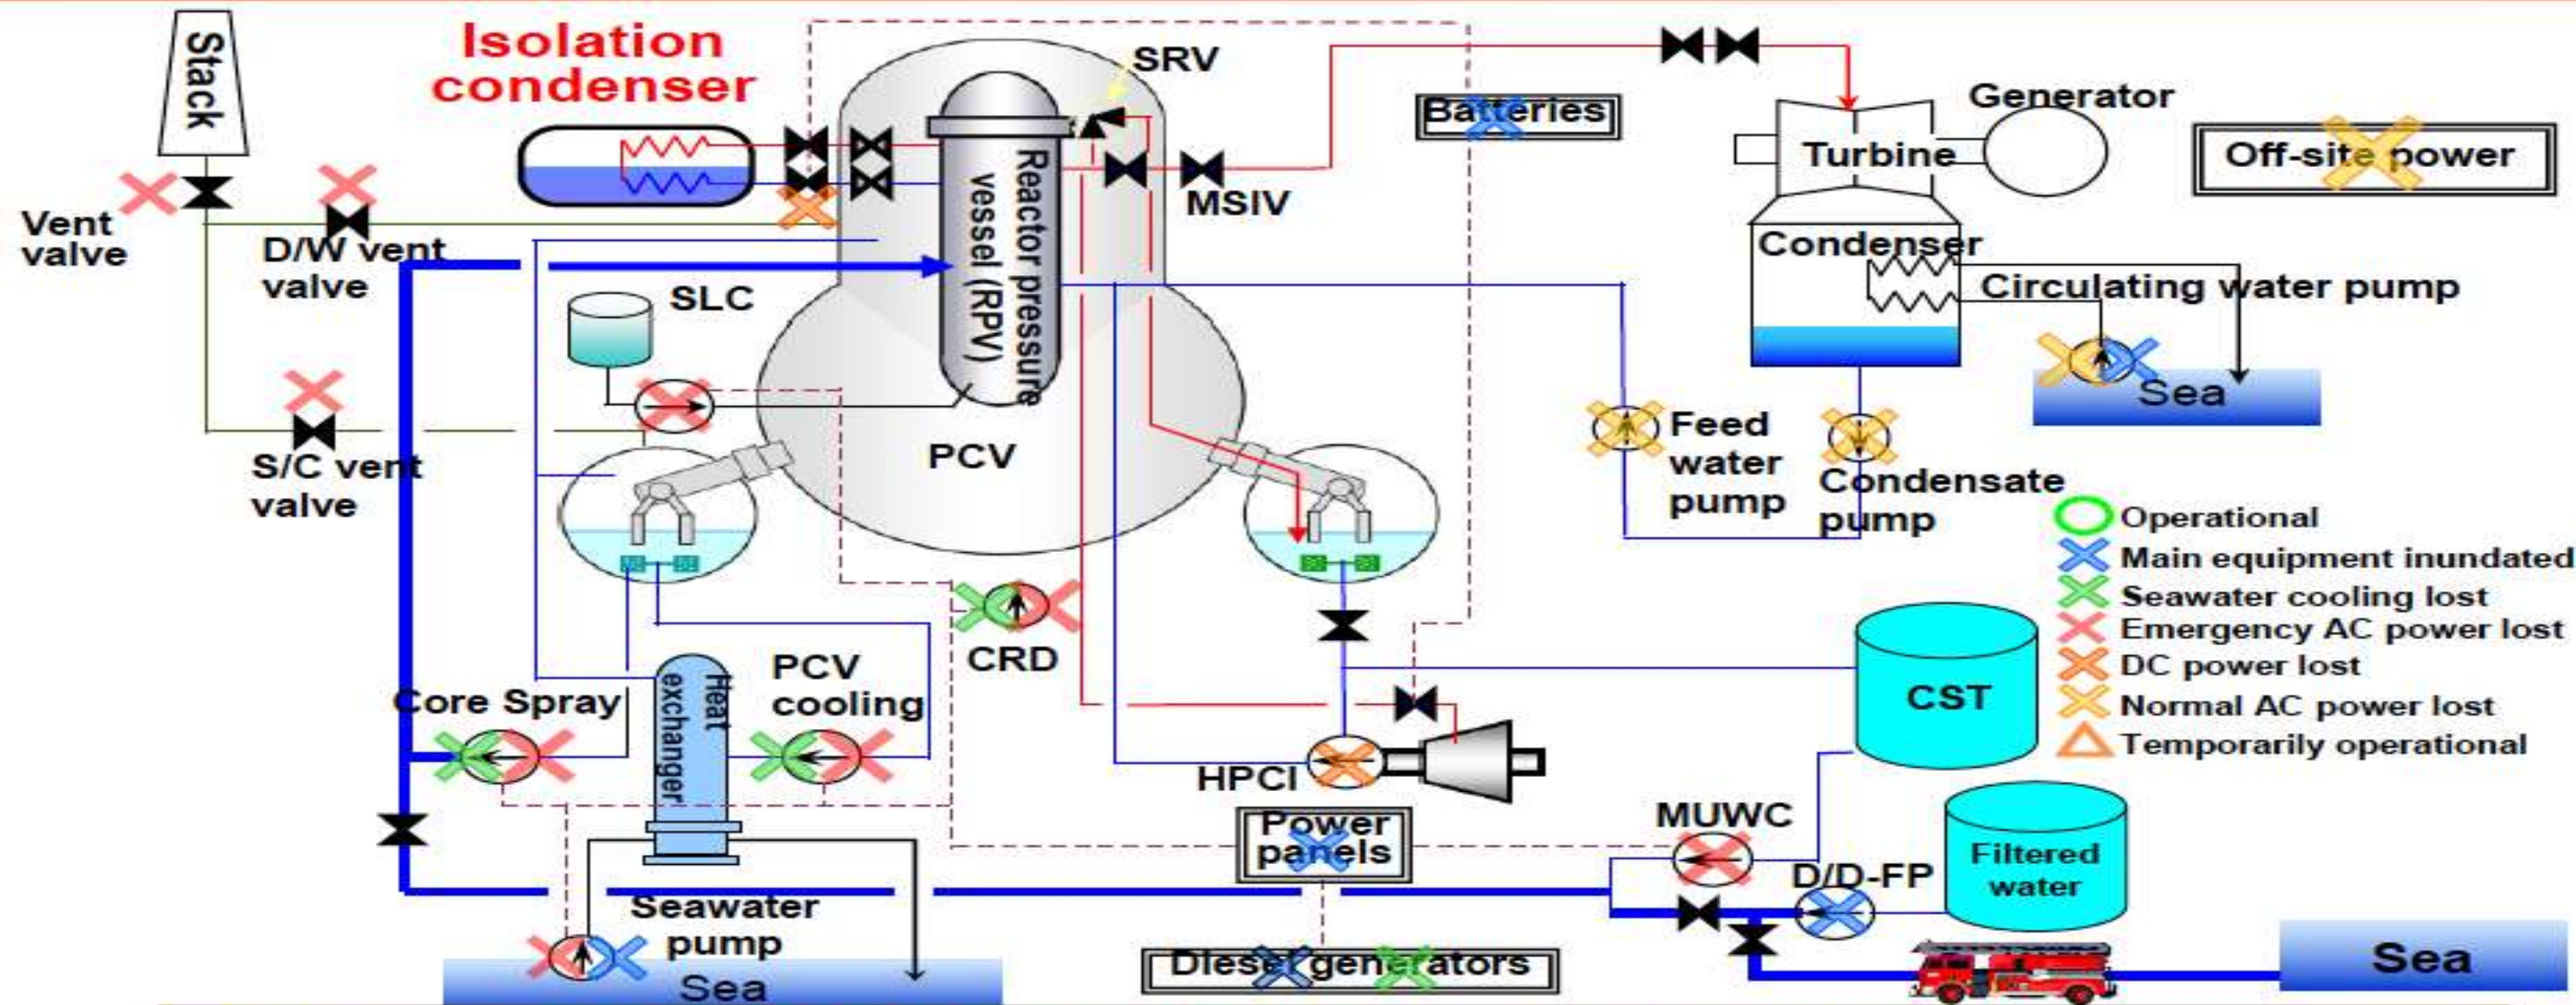 Isolation
condenser
Stack
SRV
Batteries
Generator
Turbine
Off-site power
MSIV
Vent
valve
D/W vent
valve
Reactor pressure
vessel (RPV)
Condenser
Circulating water pump
SLC
Sea
PCV
Feed
water
pump
Condensate
pump
S/C vent
valve
Operational
Main equipment inundated
Seawater cooling lost
Emergency AC power lost
DC power lost
Normal AC power lost
Temporarily operational
CRD
PCV
cooling
Core Spray
Heat
exchanger
CST
HPCI
Power
panels
MUWC
D/D-FP
Filtered
water
Seawater
pump
Sea
Diesel generators
Sea